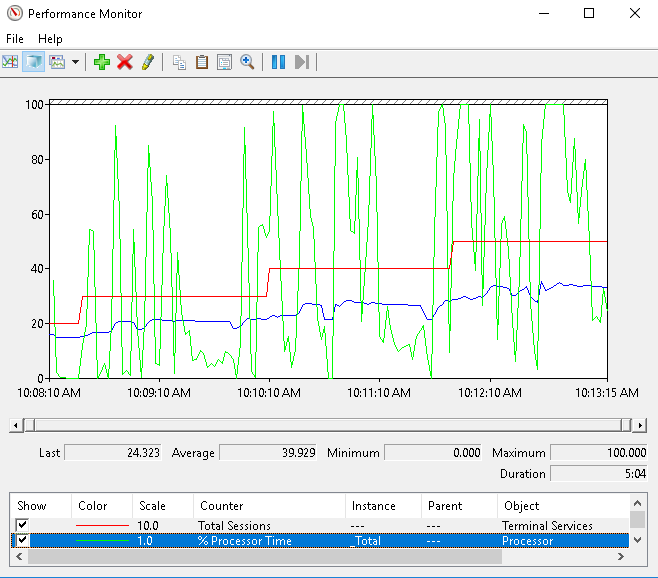 Performance Monitor
File Help
100
80
60
40
20
0
10:08:10 AM 10:09:10 AM 10:10:10 AM 10:11:10 AM 10:12:10 AM 10:13:15 AM
Last 24.323 Average 39.929 Minimum 0.000 Maximum 100.000
Duration 5:04
Show Color Scale Counter Instance Parent Object
10.0 Total Sessions --- --- Terminal Services
1.0 % Processor Time _Total --- Processor